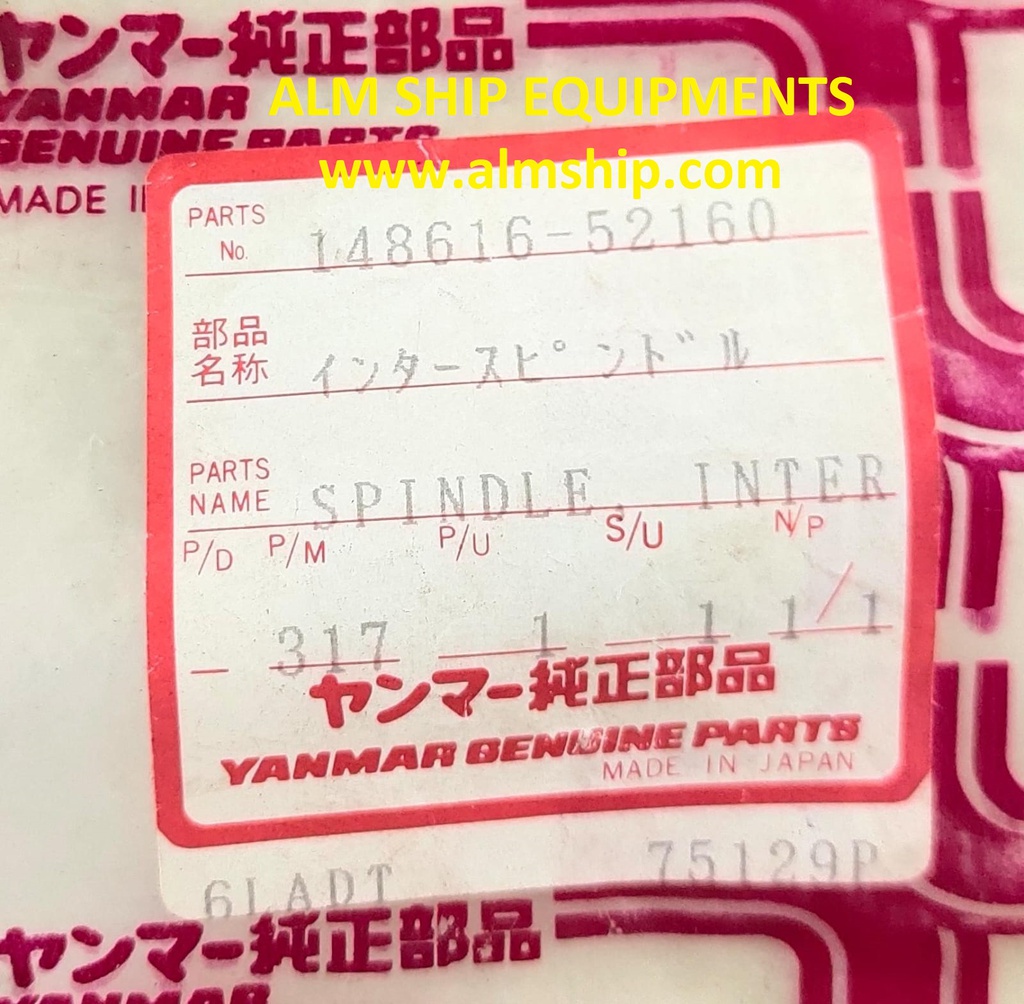 ヤンマー純正部品
YANMAR
GENUINE PARTS
MADE I
ALM SHIP EQUIPMENTS
www.almship.com
PARTS No. 148616-52160
部品名称 インタースピンドル
PARTS NAME SPINDLE, INTER
P/D P/M P/U S/U N/P
- 317 1 1 1/1
ヤンマー純正部品
YANMAR GENUINE PARTS
MADE IN JAPAN
6LADT 75129P
ヤンマー純正部品
YANMAR